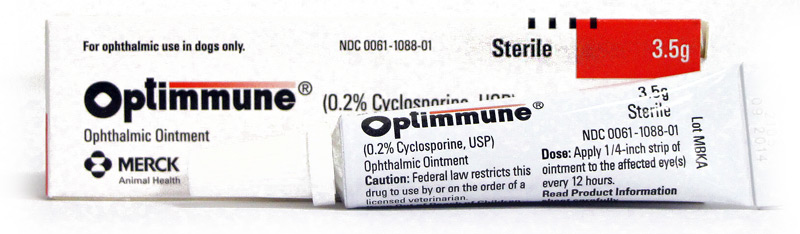 For ophthalmic use in dogs only.
NDC 0061-1088-01
Sterile
3.5g
Optimmune®
(0.2% Cyclosporine, USP)
Ophthalmic Ointment
MERCK
Animal Health
Optimmune®
(0.2% Cyclosporine, USP)
Ophthalmic Ointment
Caution: Federal law restricts this
drug to use by or on the order of a
licensed veterinarian.
3.5g
Sterile
NDC 0061-1088-01
Dose: Apply 1/4-inch strip of
ointment to the affected eye(s)
every 12 hours.
Read Product Information
Lot MBKA
03 2014